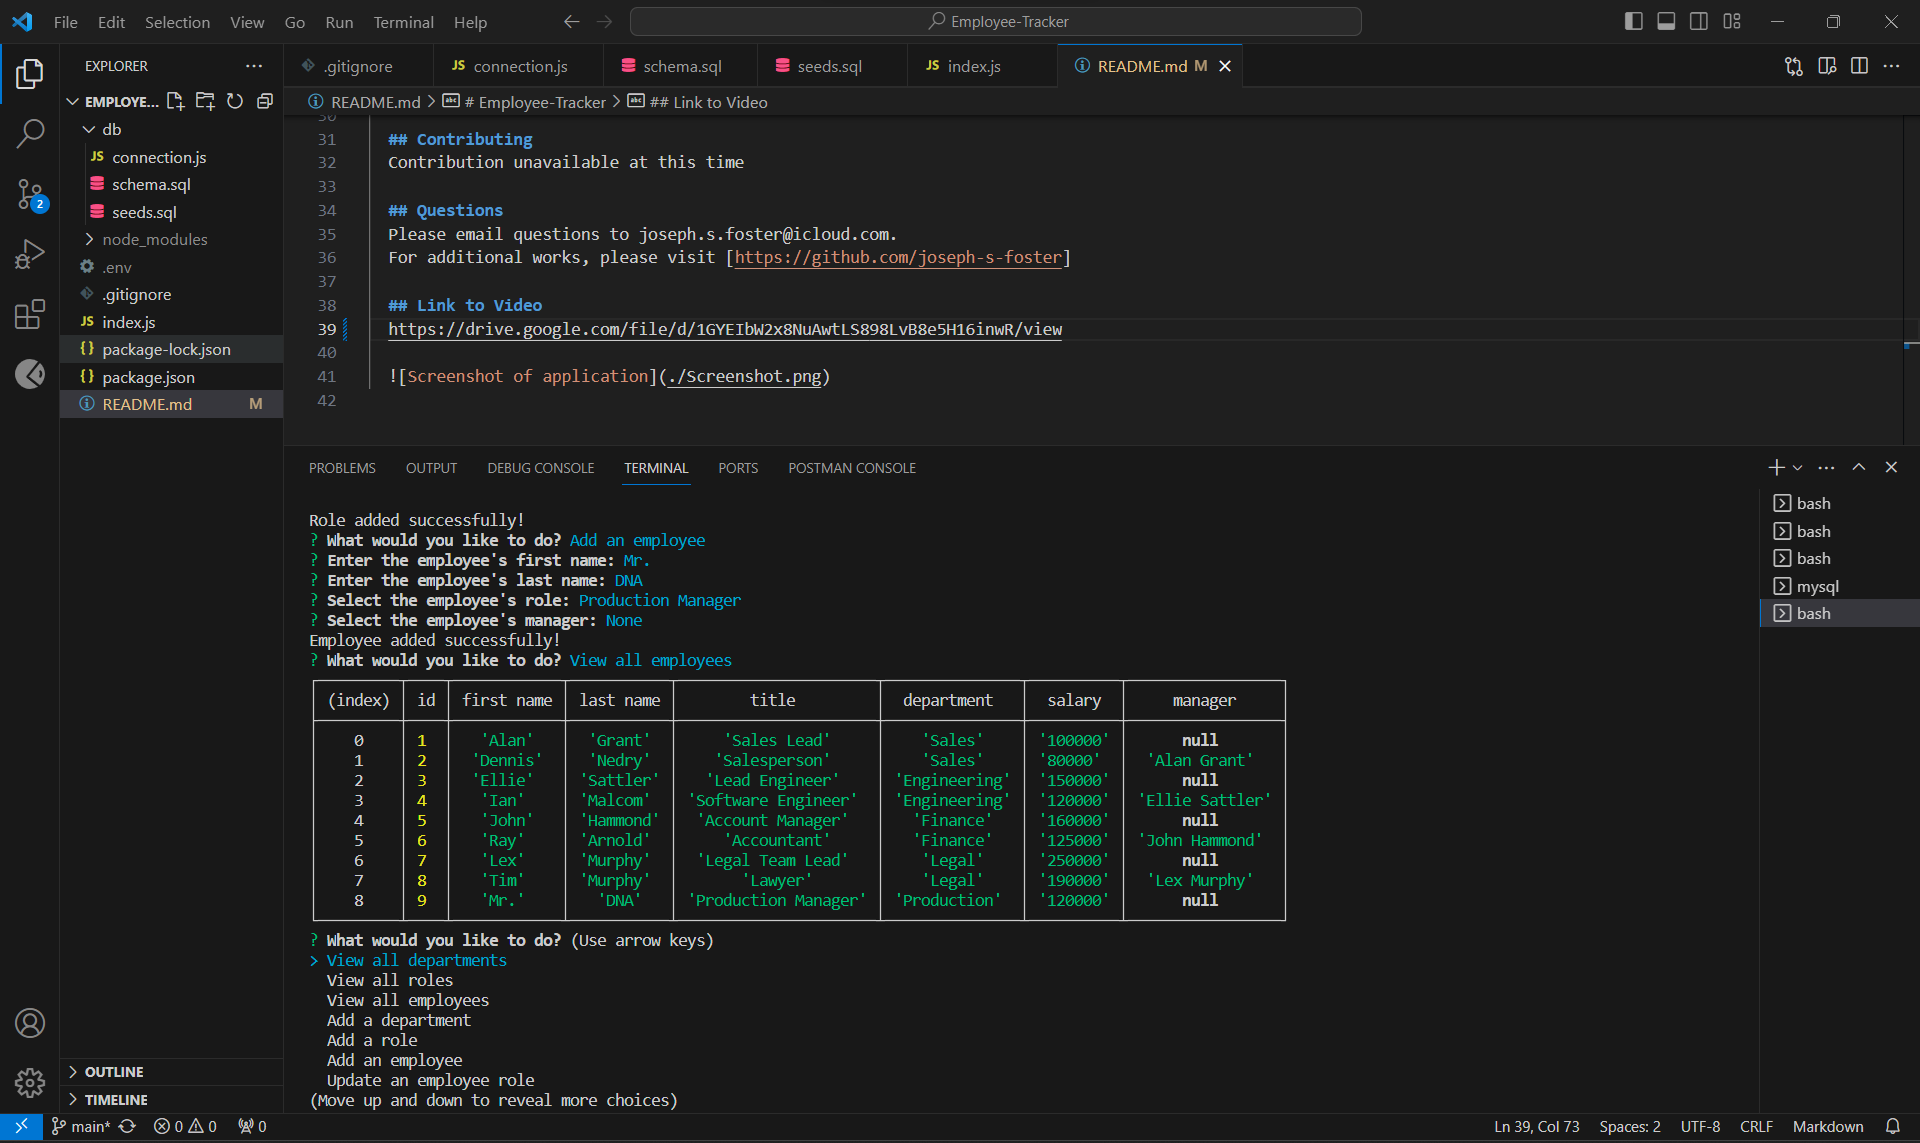 File Edit Selection View Go Run Terminal Help
Employee-Tracker
EXPLORER
.gitignore
JS connection.js
schema.sql
seeds.sql
JS index.js
README.md M
EMPLOYE...
README.md > # Employee-Tracker > ## Link to Video
db
JS connection.js
schema.sql
seeds.sql
node_modules
.env
.gitignore
JS index.js
{} package-lock.json
{} package.json
README.md M
2
30
31 ## Contributing
32 Contribution unavailable at this time
33
34 ## Questions
35 Please email questions to joseph.s.foster@icloud.com.
36 For additional works, please visit [https://github.com/joseph-s-foster]
37
38 ## Link to Video
39 https://drive.google.com/file/d/1GYEIbW2x8NuAwtLS898LvB8e5H16inwR/view
40
41 ![Screenshot of application](./Screenshot.png)
42
PROBLEMS OUTPUT DEBUG CONSOLE TERMINAL PORTS POSTMAN CONSOLE
bash
bash
bash
mysql
bash
Role added successfully!
? What would you like to do? Add an employee
? Enter the employee's first name: Mr.
? Enter the employee's last name: DNA
? Select the employee's role: Production Manager
? Select the employee's manager: None
Employee added successfully!
? What would you like to do? View all employees
(index) id first name last name title department salary manager
0 1 'Alan' 'Grant' 'Sales Lead' 'Sales' '100000' null
1 2 'Dennis' 'Nedry' 'Salesperson' 'Sales' '80000' 'Alan Grant'
2 3 'Ellie' 'Sattler' 'Lead Engineer' 'Engineering' '150000' null
3 4 'Ian' 'Malcom' 'Software Engineer' 'Engineering' '120000' 'Ellie Sattler'
4 5 'John' 'Hammond' 'Account Manager' 'Finance' '160000' null
5 6 'Ray' 'Arnold' 'Accountant' 'Finance' '125000' 'John Hammond'
6 7 'Lex' 'Murphy' 'Legal Team Lead' 'Legal' '250000' null
7 8 'Tim' 'Murphy' 'Lawyer' 'Legal' '190000' 'Lex Murphy'
8 9 'Mr.' 'DNA' 'Production Manager' 'Production' '120000' null
? What would you like to do? (Use arrow keys)
> View all departments
View all roles
View all employees
Add a department
Add a role
Add an employee
Update an employee role
(Move up and down to reveal more choices)
OUTLINE
TIMELINE
main* 0 0 0
Ln 39, Col 73 Spaces: 2 UTF-8 CRLF Markdown